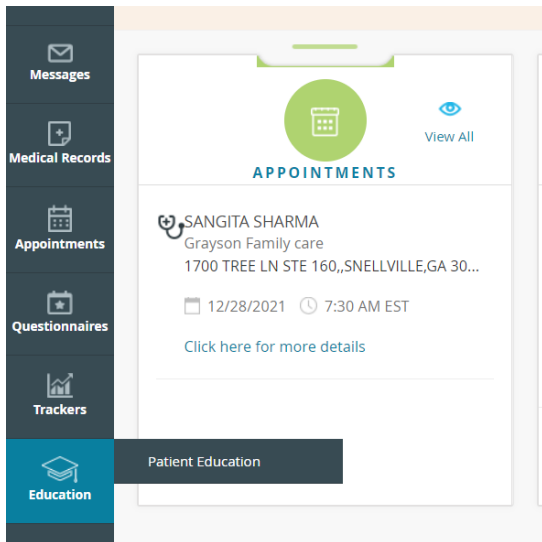 Messages
Medical Records
Appointments
Questionnaires
Trackers
Education
Patient Education
View All
APPOINTMENTS
SANGITA SHARMA
Grayson Family care
1700 TREE LN STE 160,,SNELLVILLE,GA 30...
12/28/2021 7:30 AM EST
Click here for more details